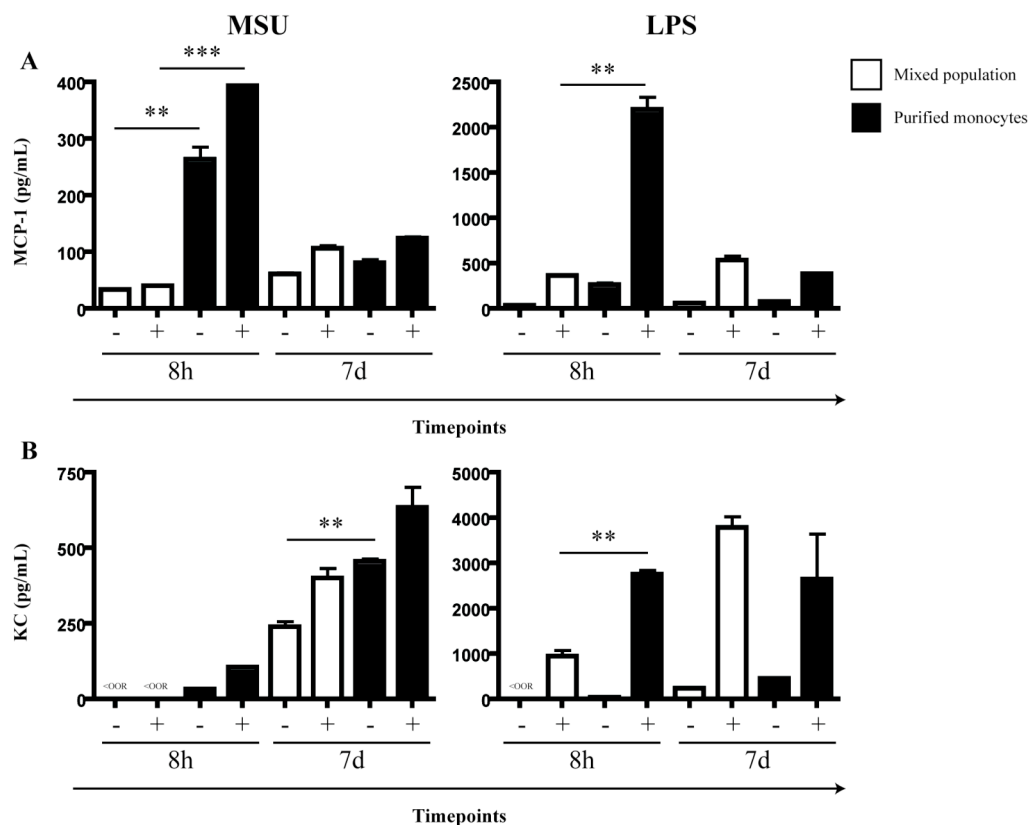 MSU
LPS
Mixed population
Purified monocytes
A
MCP-1 (pg/mL)
400
300
200
100
0
**
***
- + - + - + - +
8h 7d
2500
2000
1500
1000
500
0
**
- + - + - + - +
8h 7d
Timepoints
B
KC (pg/mL)
750
500
250
0
<OOR <OOR
**
- + - + - + - +
8h 7d
5000
4000
3000
2000
1000
0
<OOR
**
- + - + - + - +
8h 7d
Timepoints